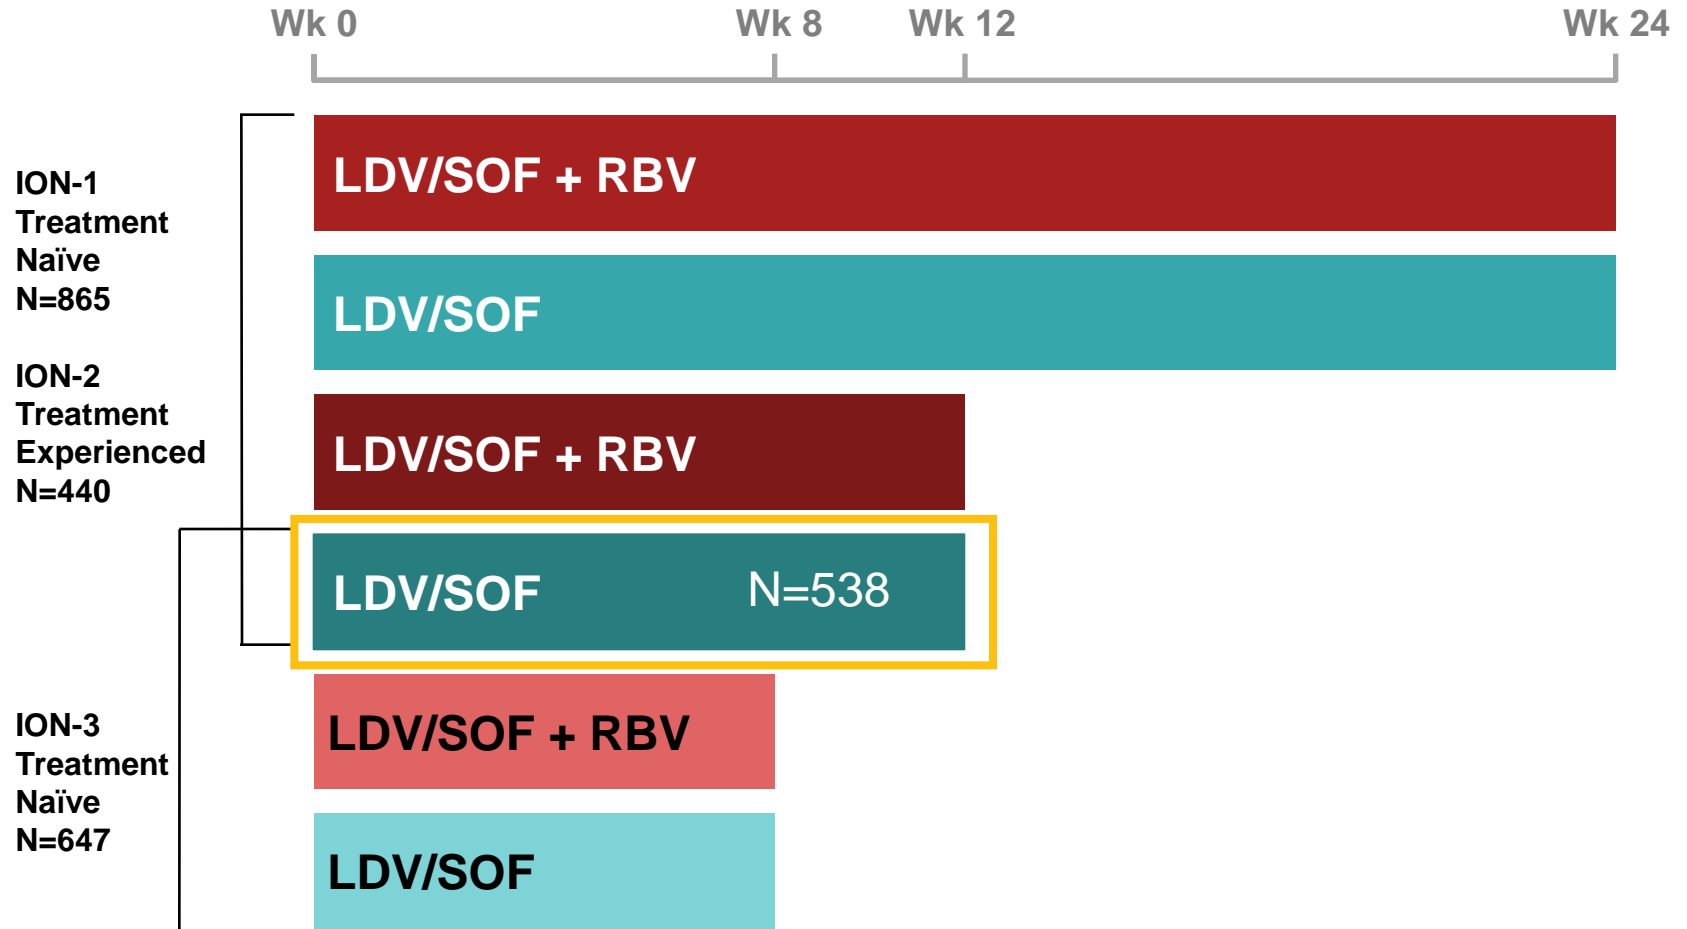 Wk 0 Wk 8 Wk 12 Wk 24
ION-1
Treatment
Naïve
N=865
ION-2
Treatment
Experienced
N=440
ION-3
Treatment
Naïve
N=647
LDV/SOF + RBV
LDV/SOF
LDV/SOF + RBV
LDV/SOF N=538
LDV/SOF + RBV
LDV/SOF